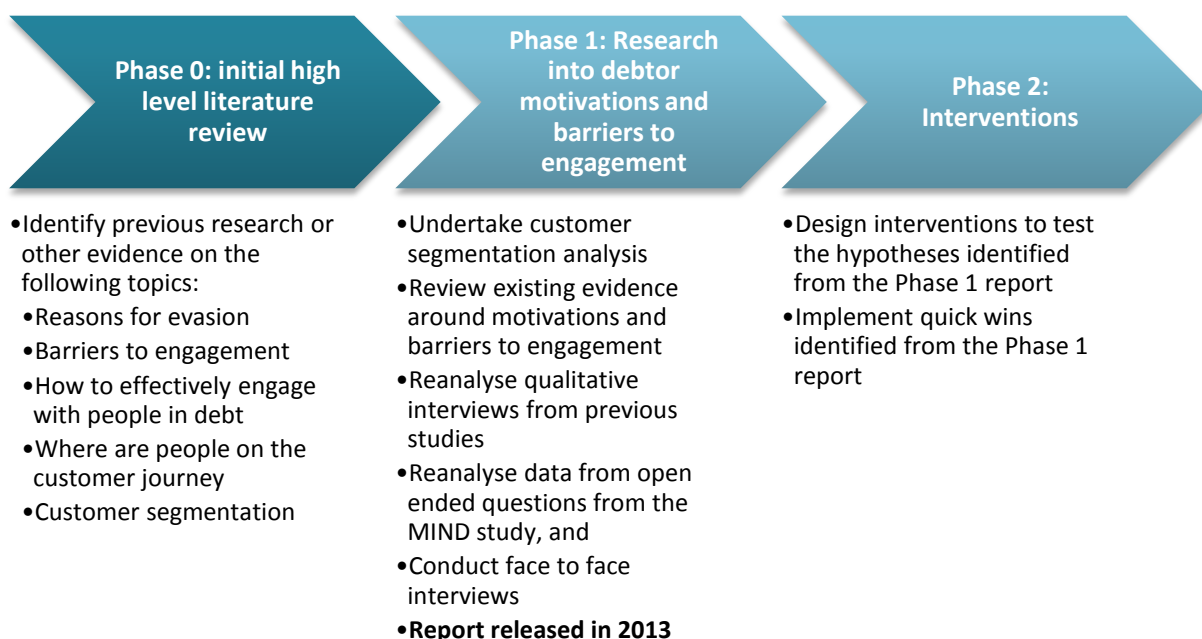 Phase 0: initial high
level literature
review
•Identify previous research or
other evidence on the
following topics:
•Reasons for evasion
•Barriers to engagement
•How to effectively engage
with people in debt
•Where are people on the
customer journey
•Customer segmentation
Phase 1: Research
into debtor
motivations and
barriers to
engagement
•Undertake customer
segmentation analysis
•Review existing evidence
around motivations and
barriers to engagement
•Reanalyse qualitative
interviews from previous
studies
•Reanalyse data from open
ended questions from the
MIND study, and
•Conduct face to face
interviews
•Report released in 2013
Phase 2:
Interventions
•Design interventions to test
the hypotheses identified
from the Phase 1 report
•Implement quick wins
identified from the Phase 1
report